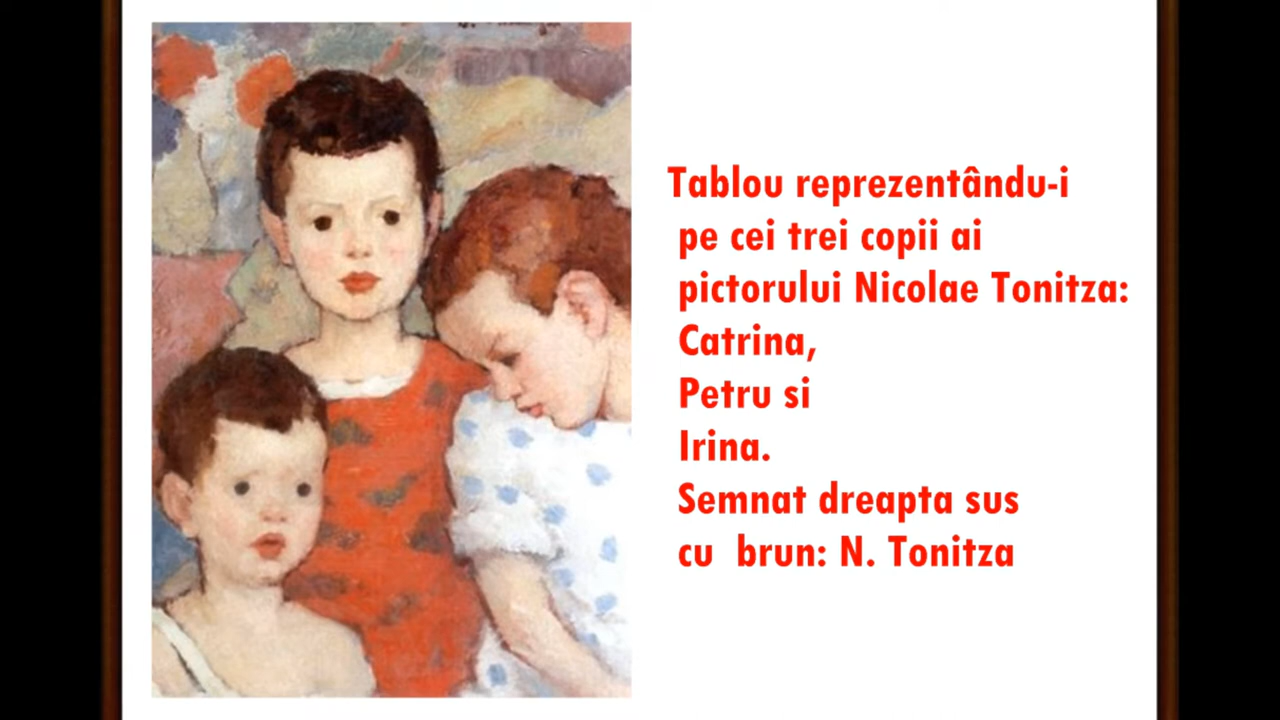 Tablou reprezentându-i
pe cei trei copii ai
pictorului Nicolae Tonitza:
Catrina,
Petru si
Irina.
Semnat dreapta sus
cu brun: N. Tonitza